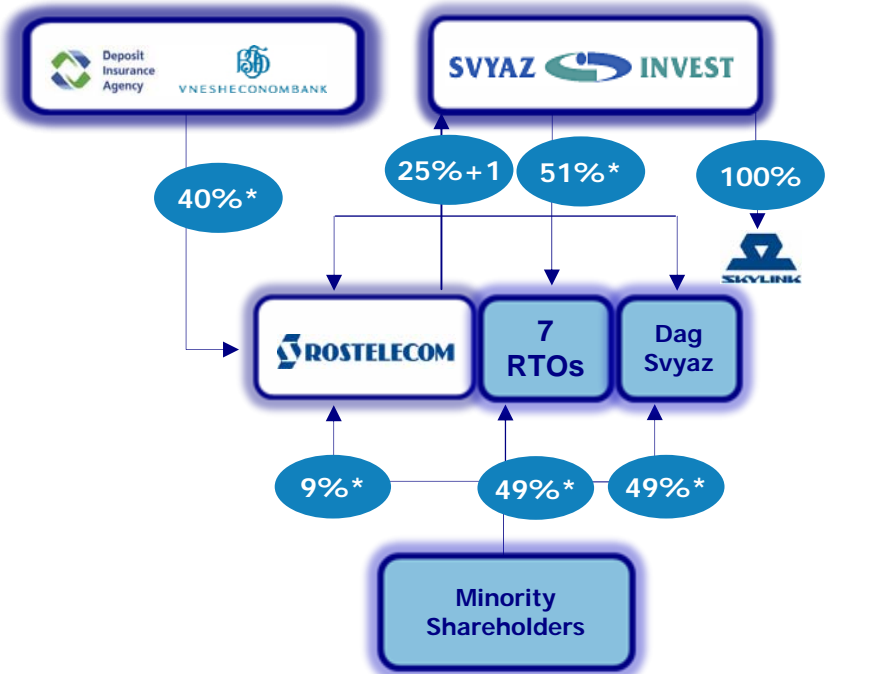 Deposit
Insurance
Agency
VNESHECONOMBANK
SVYAZ INVEST
25%+1
51%*
100%
40%*
SKYLINK
ROSTELECOM
7
RTOs
Dag
Svyaz
9%*
49%*
49%*
Minority
Shareholders